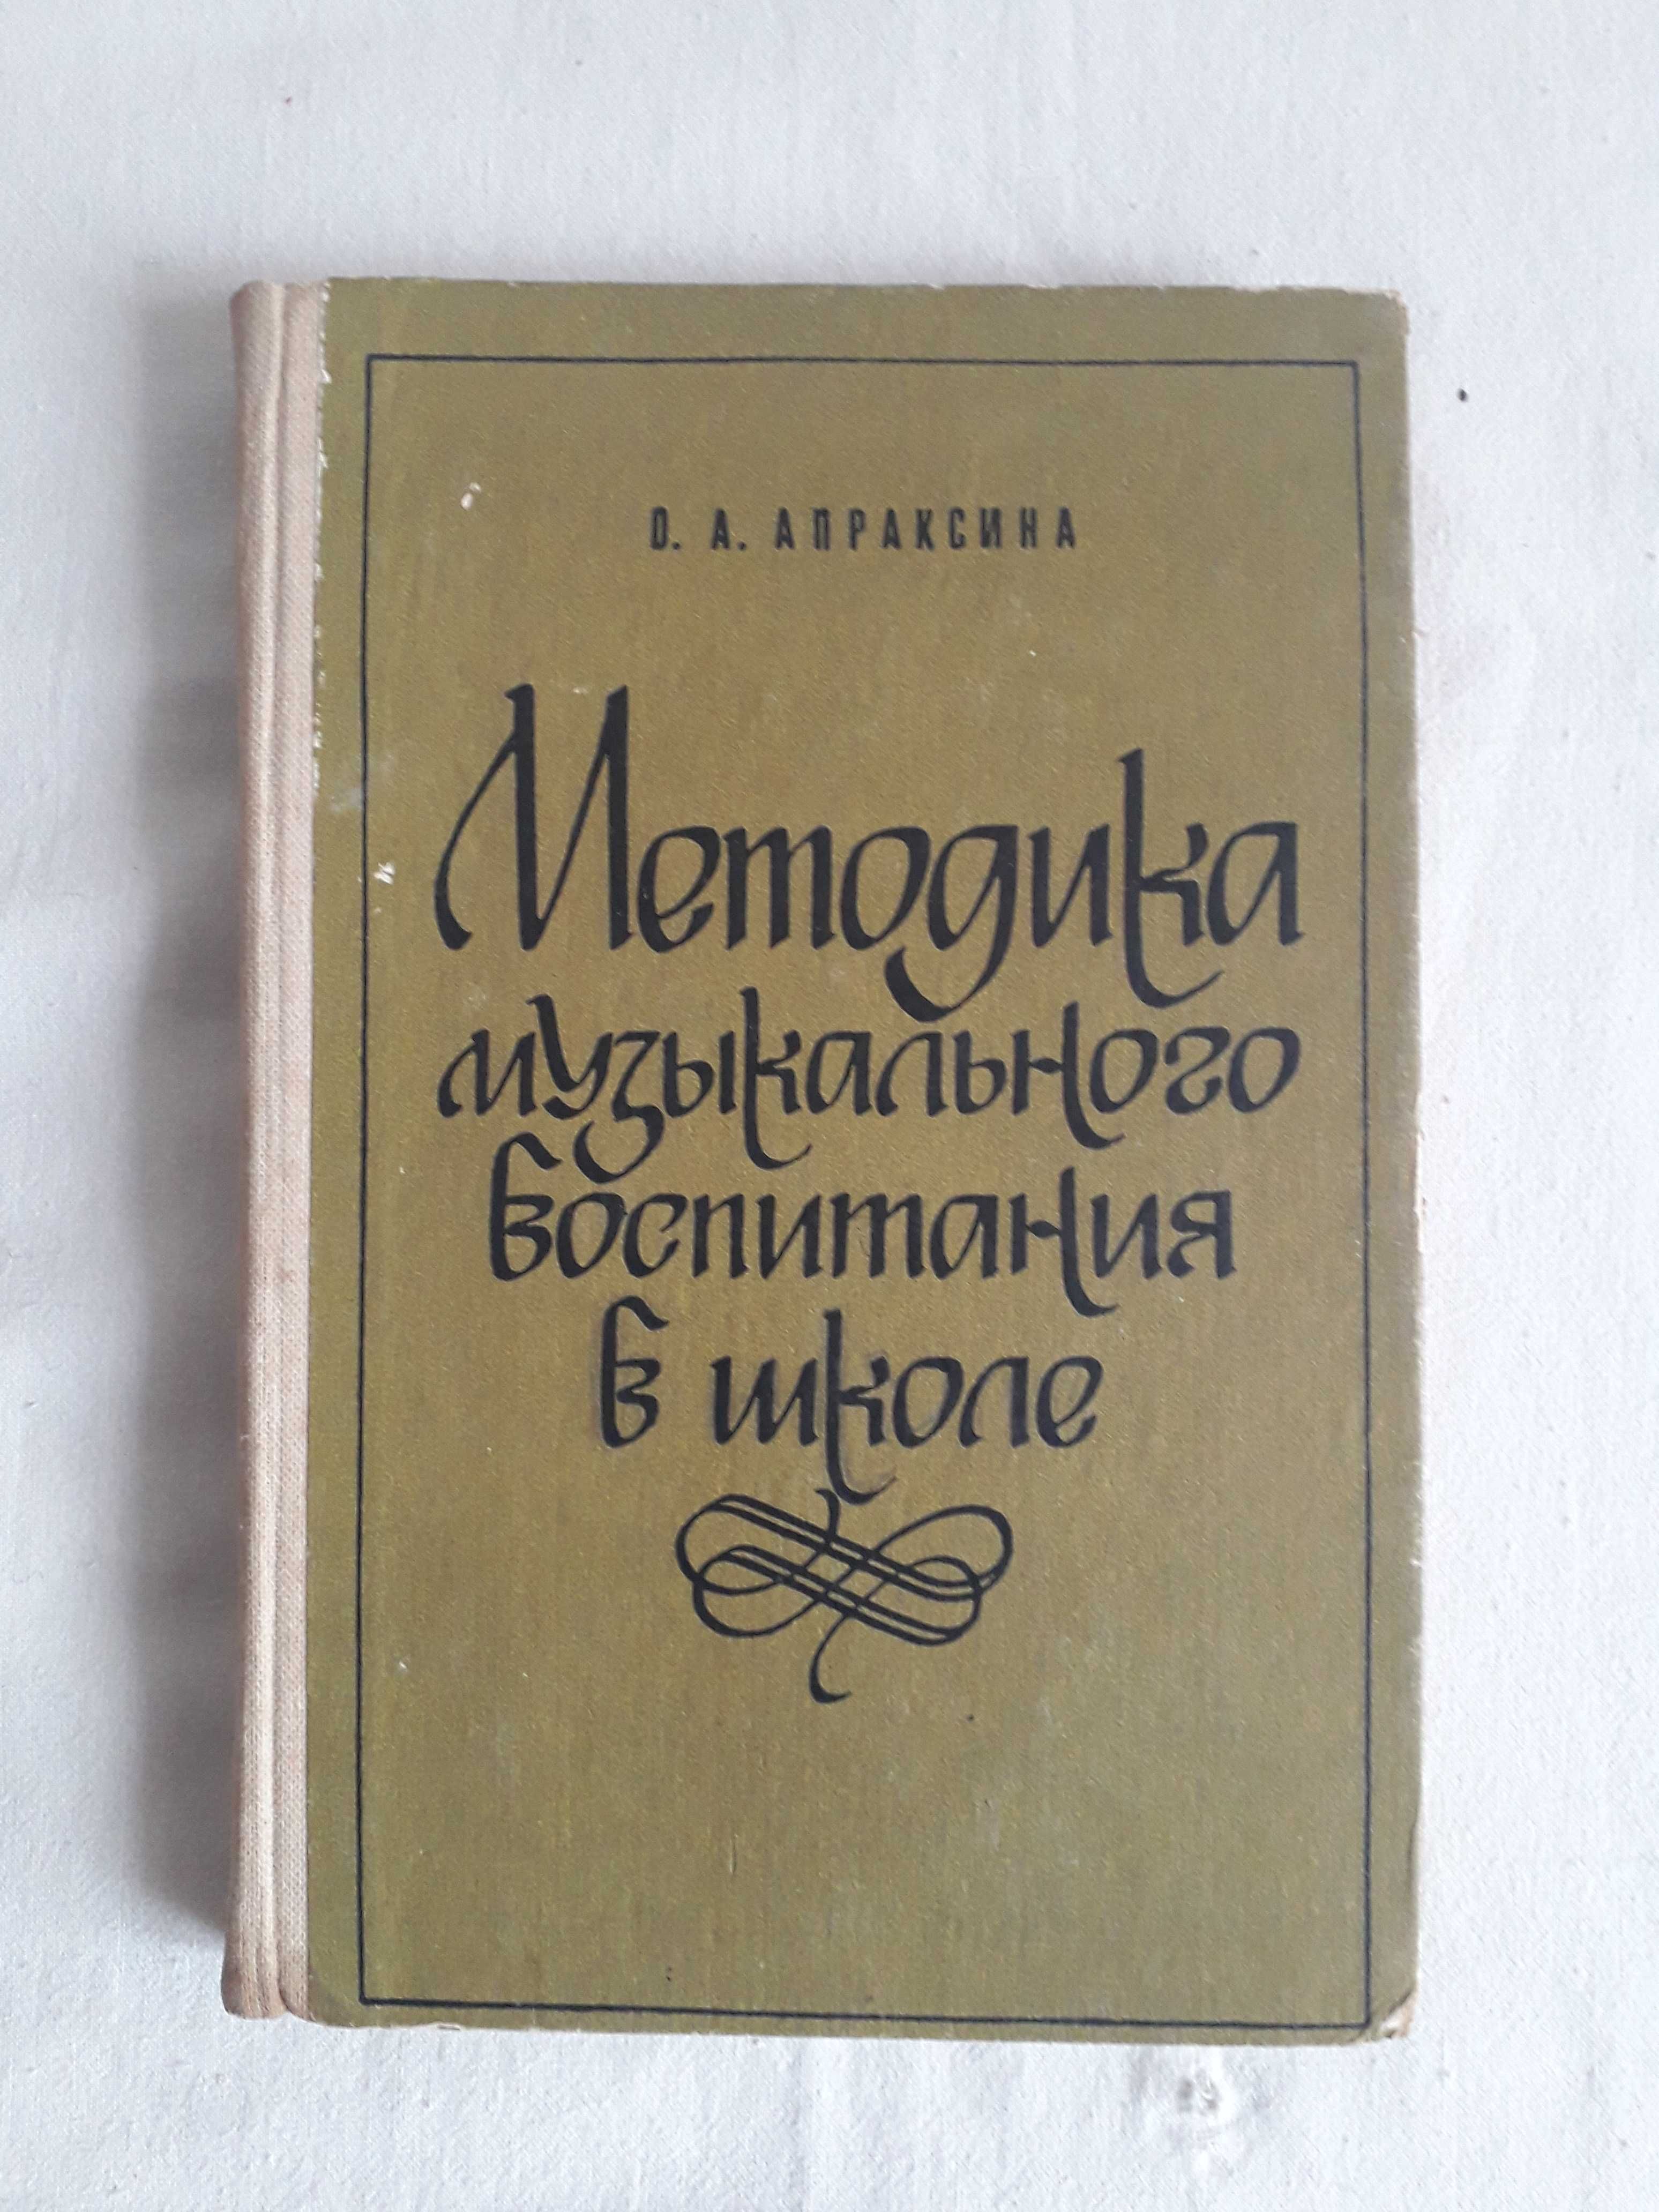 О. А. АПРАКСИНА
Методика
музыкального
воспитания
в школе